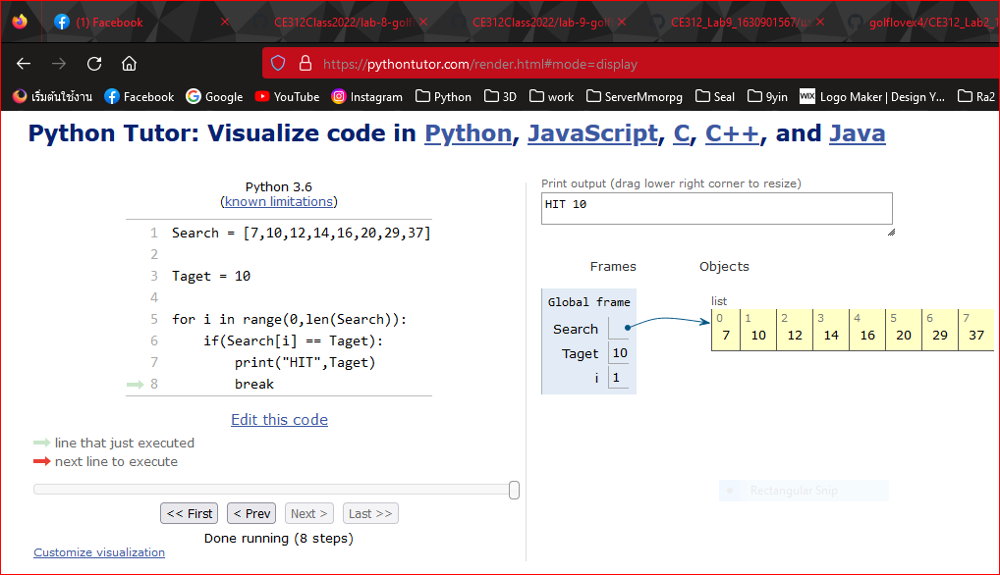 (1) Facebook
CE312Class2022/lab-8-golf
CE312Class2022/lab-9-golf
CE312_Lab9_1630901567/
golflovex4/CE312_Lab2_1
https://pythontutor.com/render.html#mode=display
เริ่มต้นใช้งาน Facebook Google YouTube Instagram Python 3D work ServerMmorpg Seal 9yin WIX Logo Maker | Design Y... Ra2
Python Tutor: Visualize code in Python, JavaScript, C, C++, and Java
Python 3.6
(known limitations)
1 Search = [7,10,12,14,16,20,29,37]
2
3 Taget = 10
4
5 for i in range(0,len(Search)):
6     if(Search[i] == Taget):
7         print("HIT",Taget)
8         break
Edit this code
line that just executed
next line to execute
<< First < Prev Next > Last >>
Done running (8 steps)
Customize visualization
Print output (drag lower right corner to resize)
HIT 10
Frames Objects
Global frame
Search
Taget 10
i 1
list
0 1 2 3 4 5 6 7
7 10 12 14 16 20 29 37
Rectangular Snip